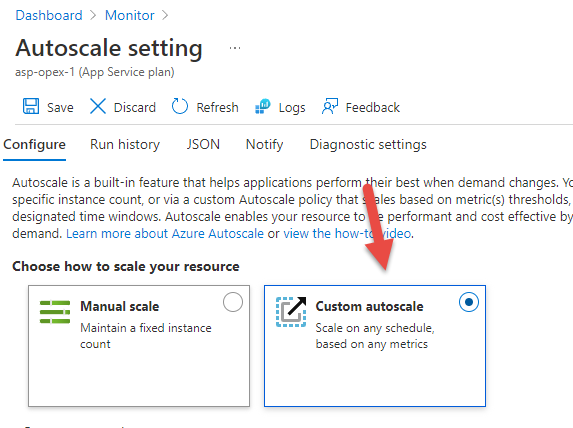 Dashboard > Monitor >
Autoscale setting ...
asp-opex-1 (App Service plan)
Save Discard Refresh Logs Feedback
Configure Run history JSON Notify Diagnostic settings
Autoscale is a built-in feature that helps applications perform their best when demand changes.
specific instance count, or via a custom Autoscale policy that scales based on metric(s) thresholds,
designated time windows. Autoscale enables your resource to be performant and cost effective by
demand. Learn more about Azure Autoscale or view the how-to video.
Choose how to scale your resource
Manual scale
Maintain a fixed instance
count
Custom autoscale
Scale on any schedule,
based on any metrics